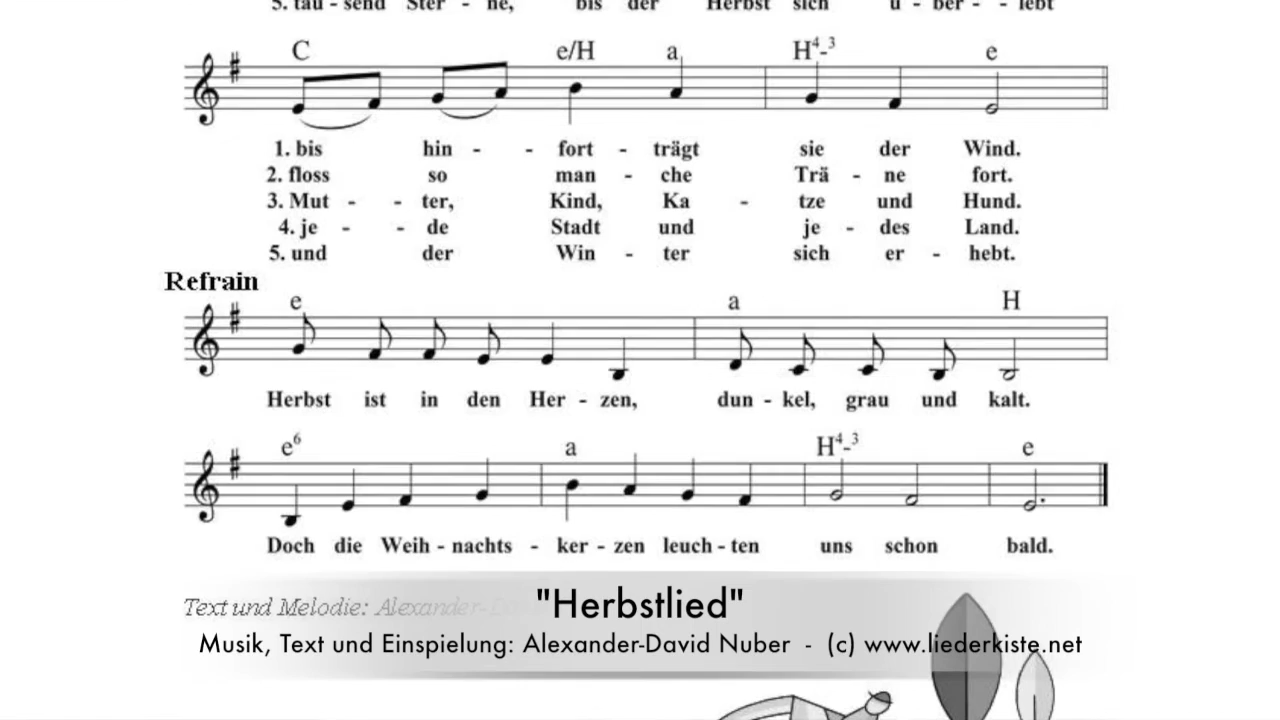 5. tau - send Ster - ne, bis der Herbst sich ü - ber - - lebt
C e/H a H4-3 e
1. bis hin - - fort - trägt sie der Wind.
2. floss so man - che Trä - ne fort.
3. Mut - - ter, Kind, Ka - tze und Hund.
4. je - - de Stadt und je - des Land.
5. und der Win - ter sich er - hebt.
Refrain
e a H
Herbst ist in den Her - zen, dun - kel, grau und kalt.
e6 a H4-3 e
Doch die Weih - nachts - ker - zen leuch - ten uns schon bald.
Text und Melodie: Alexander-
"Herbstlied"
Musik, Text und Einspielung: Alexander-David Nuber - (c) www.liederkiste.net